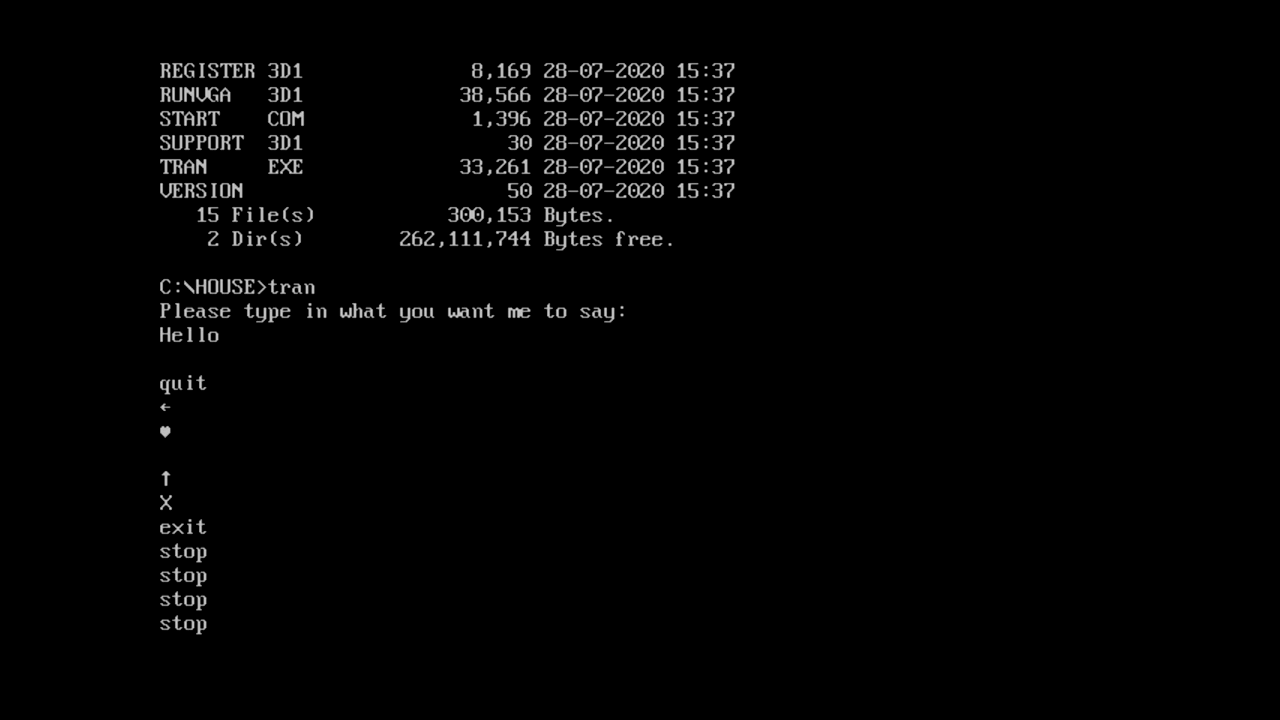 REGISTER 3D1 8,169 28-07-2020 15:37
RUNVGA 3D1 38,566 28-07-2020 15:37
START COM 1,396 28-07-2020 15:37
SUPPORT 3D1 30 28-07-2020 15:37
TRAN EXE 33,261 28-07-2020 15:37
VERSION 50 28-07-2020 15:37
15 File(s) 300,153 Bytes.
2 Dir(s) 262,111,744 Bytes free.
C:\HOUSE>tran
Please type in what you want me to say:
Hello
quit
←
♥
↑
X
exit
stop
stop
stop
stop